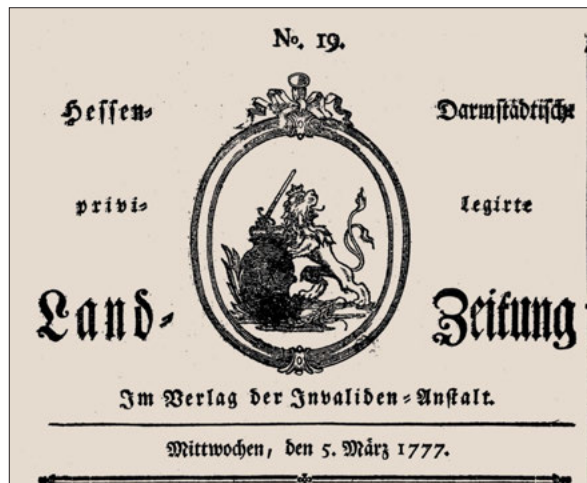 No. 19.
Hessen⸗ Darmstädtische
privi⸗ legirte
Land⸗ Zeitung
Im Verlag der Invaliden⸗Anstalt.
Mittwochen, den 5. März 1777.